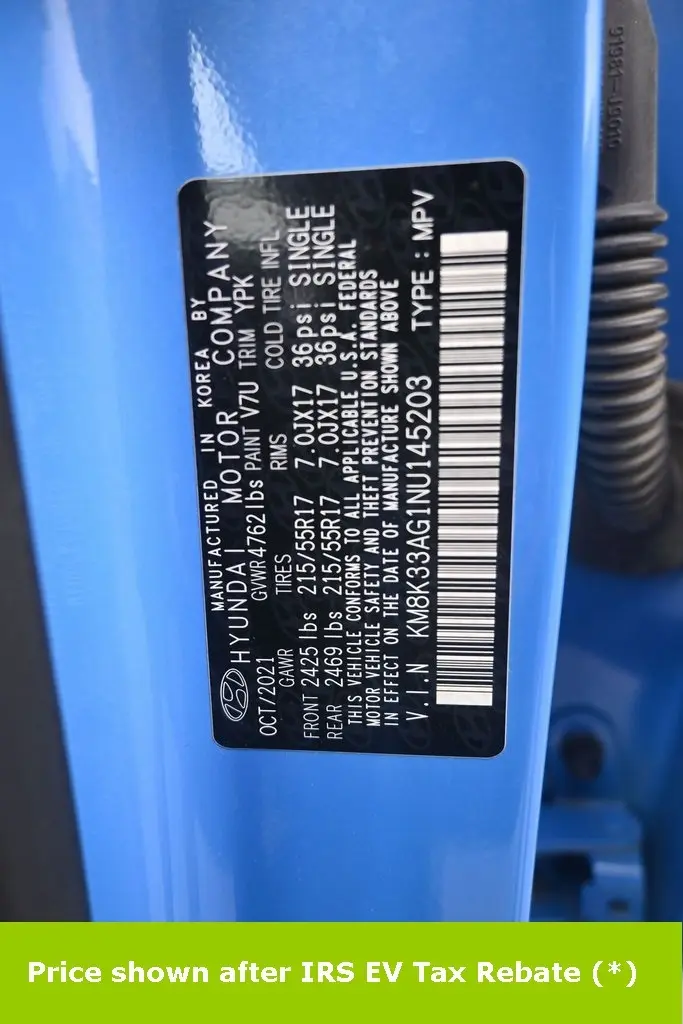 MANUFACTURED IN KOREA BY
HYUNDAI MOTOR COMPANY
OCT/2021 GVWR4762lbs PAINT V7U TRIM YPK
GAWR TIRES RIMS COLD TIRE INFL
FRONT 2425 lbs 215/55R17 7.0JX17 36psi SINGLE
REAR 2469 lbs 215/55R17 7.0JX17 36psi SINGLE
THIS VEHICLE CONFORMS TO ALL APPLICABLE U.S.A. FEDERAL
MOTOR VEHICLE SAFETY AND THEFT PREVENTION STANDARDS
IN EFFECT ON THE DATE OF MANUFACTURE SHOWN ABOVE
V.I.N KM8K33AG1NU145203 TYPE : MPV
Price shown after IRS EV Tax Rebate (*)